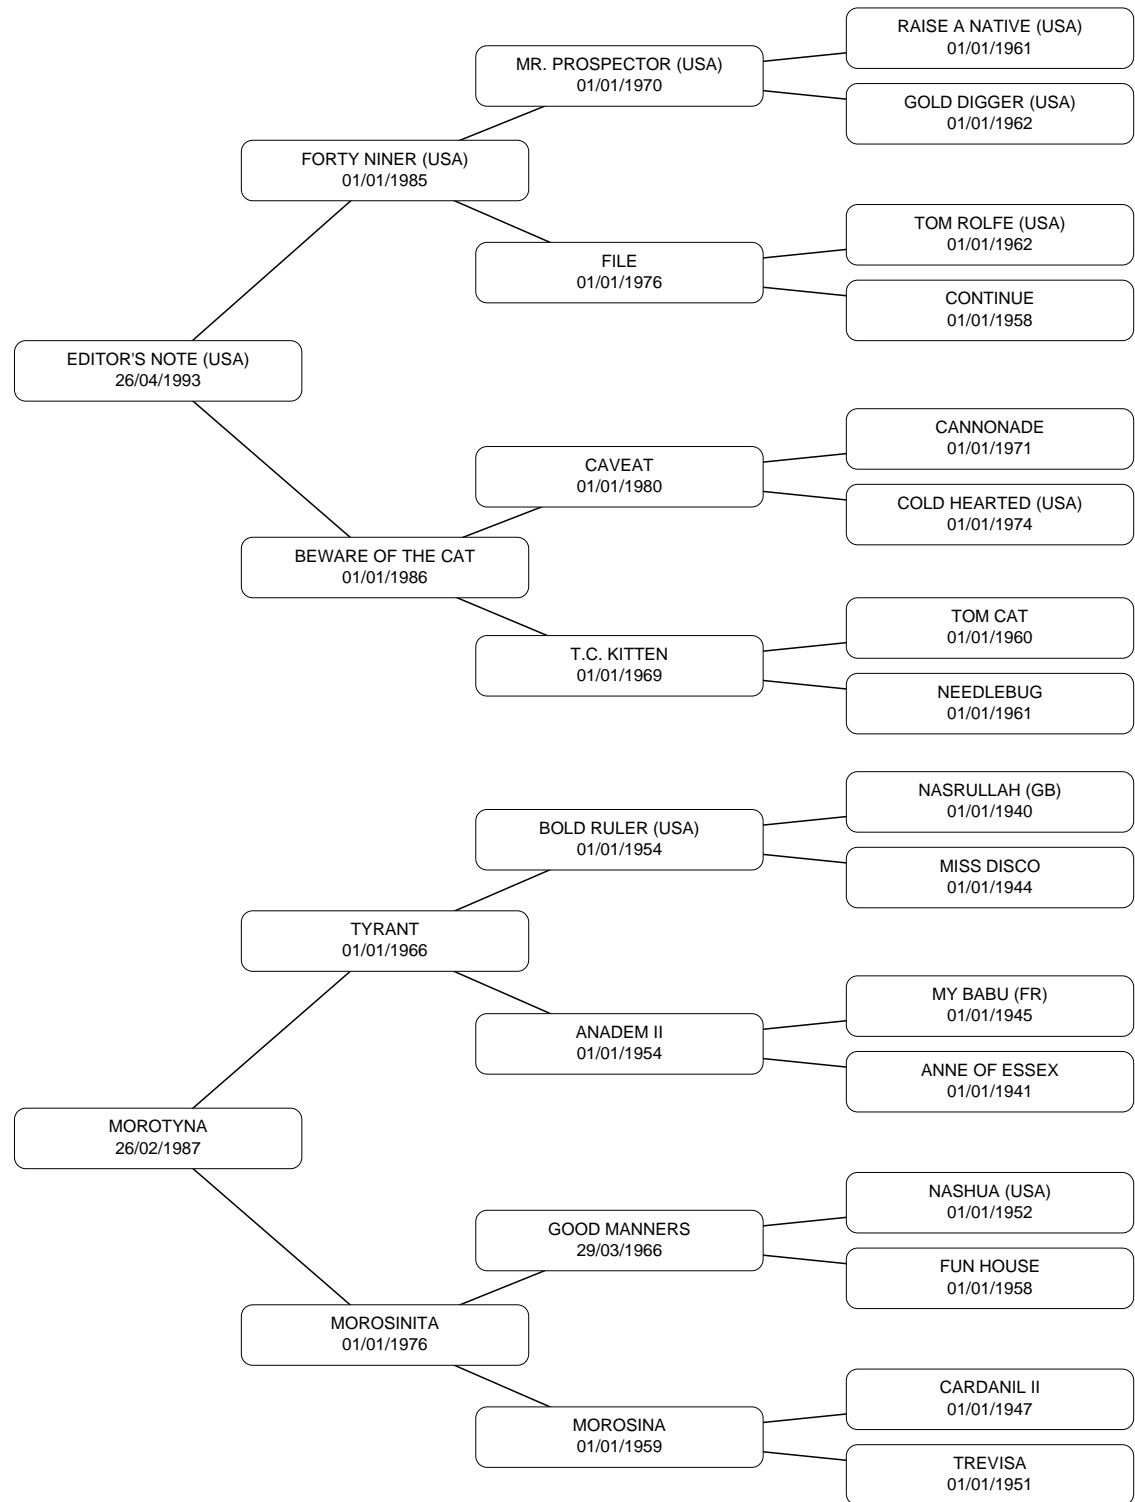 RAISE A NATIVE (USA)
01/01/1961
MR. PROSPECTOR (USA)
01/01/1970
GOLD DIGGER (USA)
01/01/1962
FORTY NINER (USA)
01/01/1985
TOM ROLFE (USA)
01/01/1962
FILE
01/01/1976
CONTINUE
01/01/1958
EDITOR'S NOTE (USA)
26/04/1993
CANNONADE
01/01/1971
CAVEAT
01/01/1980
COLD HEARTED (USA)
01/01/1974
BEWARE OF THE CAT
01/01/1986
TOM CAT
01/01/1960
T.C. KITTEN
01/01/1969
NEEDLEBUG
01/01/1961
NASRULLAH (GB)
01/01/1940
BOLD RULER (USA)
01/01/1954
MISS DISCO
01/01/1944
TYRANT
01/01/1966
MY BABU (FR)
01/01/1945
ANADEM II
01/01/1954
ANNE OF ESSEX
01/01/1941
MOROTYNA
26/02/1987
NASHUA (USA)
01/01/1952
GOOD MANNERS
29/03/1966
FUN HOUSE
01/01/1958
MOROSINITA
01/01/1976
CARDANIL II
01/01/1947
MOROSINA
01/01/1959
TREVISA
01/01/1951